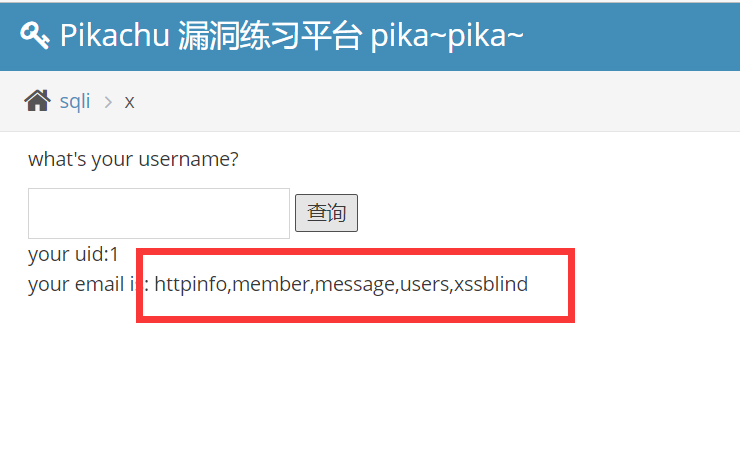 Pikachu 漏洞练习平台 pika~pika~
sqli > x
what's your username?
查询
your uid:1
your email is: httpinfo,member,message,users,xssblind